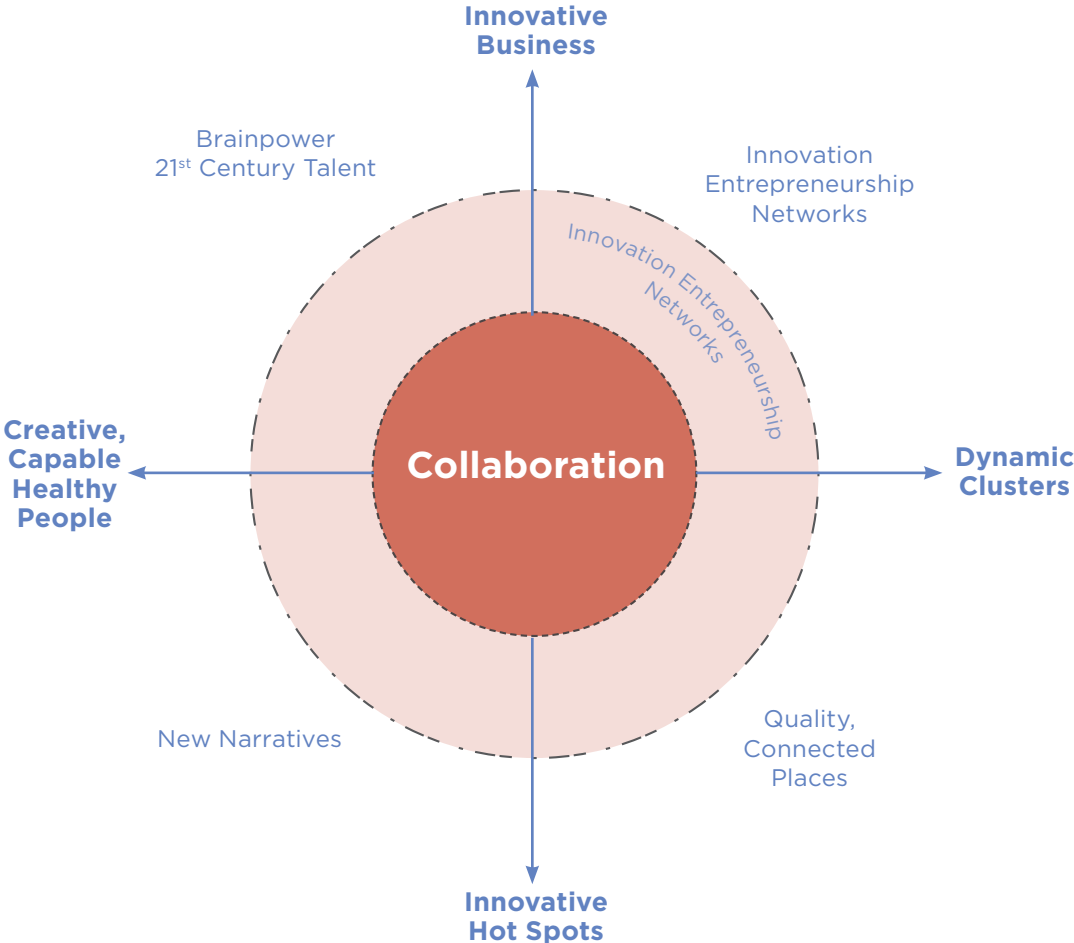 Innovative
Business
Brainpower
21st Century Talent
Innovation
Entrepreneurship
Networks
Innovation Entrepreneurship
Networks
Creative,
Capable
Healthy
People
Collaboration
Dynamic
Clusters
New Narratives
Quality,
Connected
Places
Innovative
Hot Spots